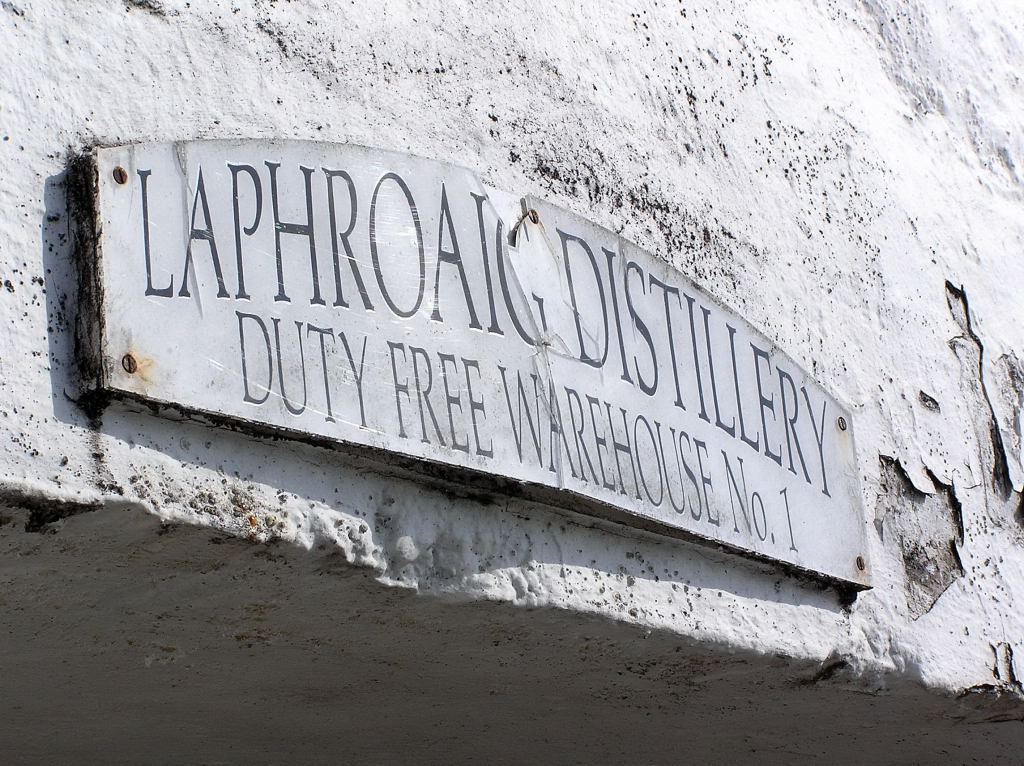 LAPHROAIG DISTILLERY
DUTY FREE WAREHOUSE No. 1